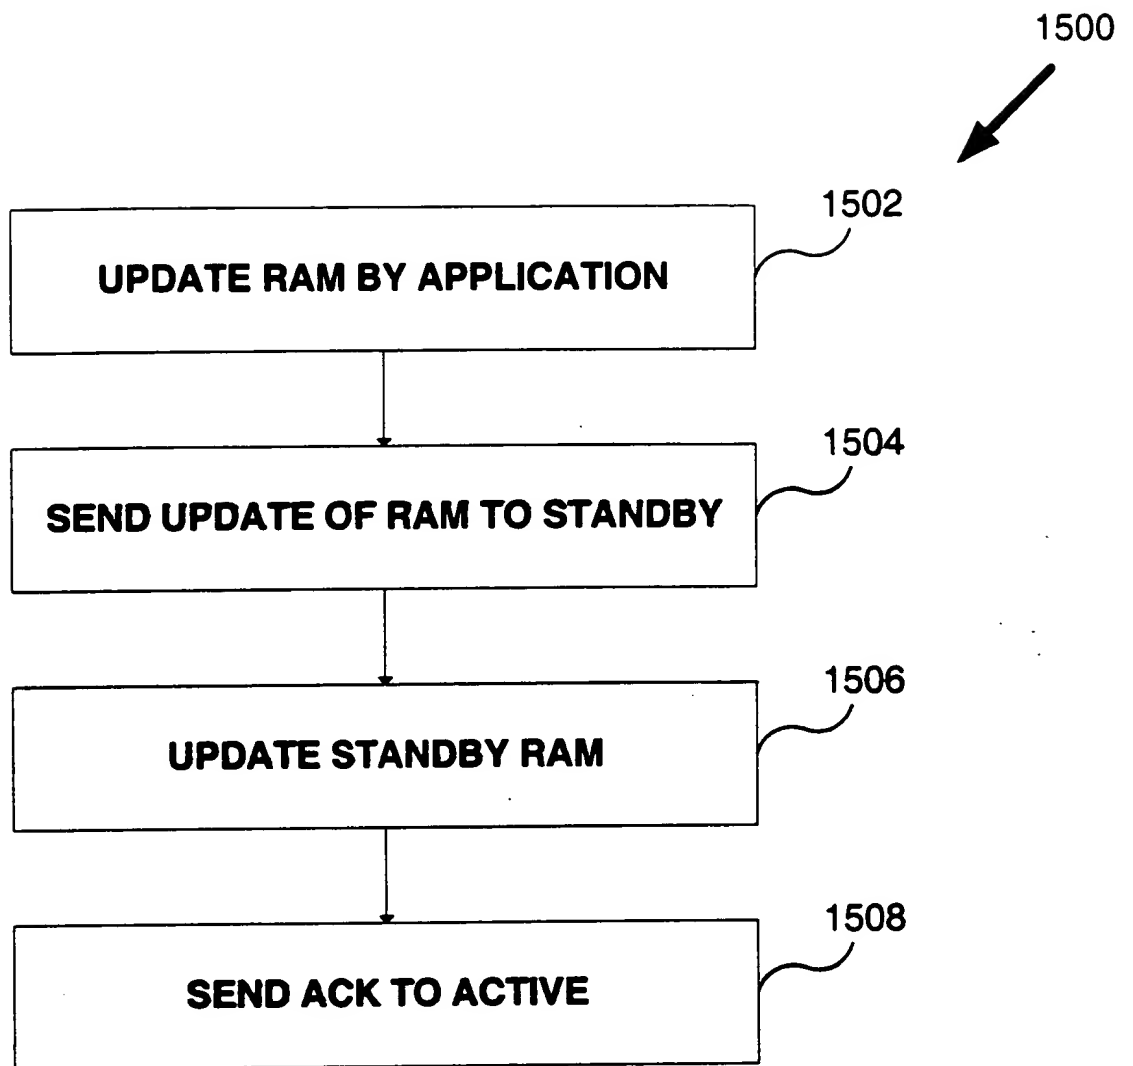 1500
1502
UPDATE RAM BY APPLICATION
1504
SEND UPDATE OF RAM TO STANDBY
1506
UPDATE STANDBY RAM
1508
SEND ACK TO ACTIVE